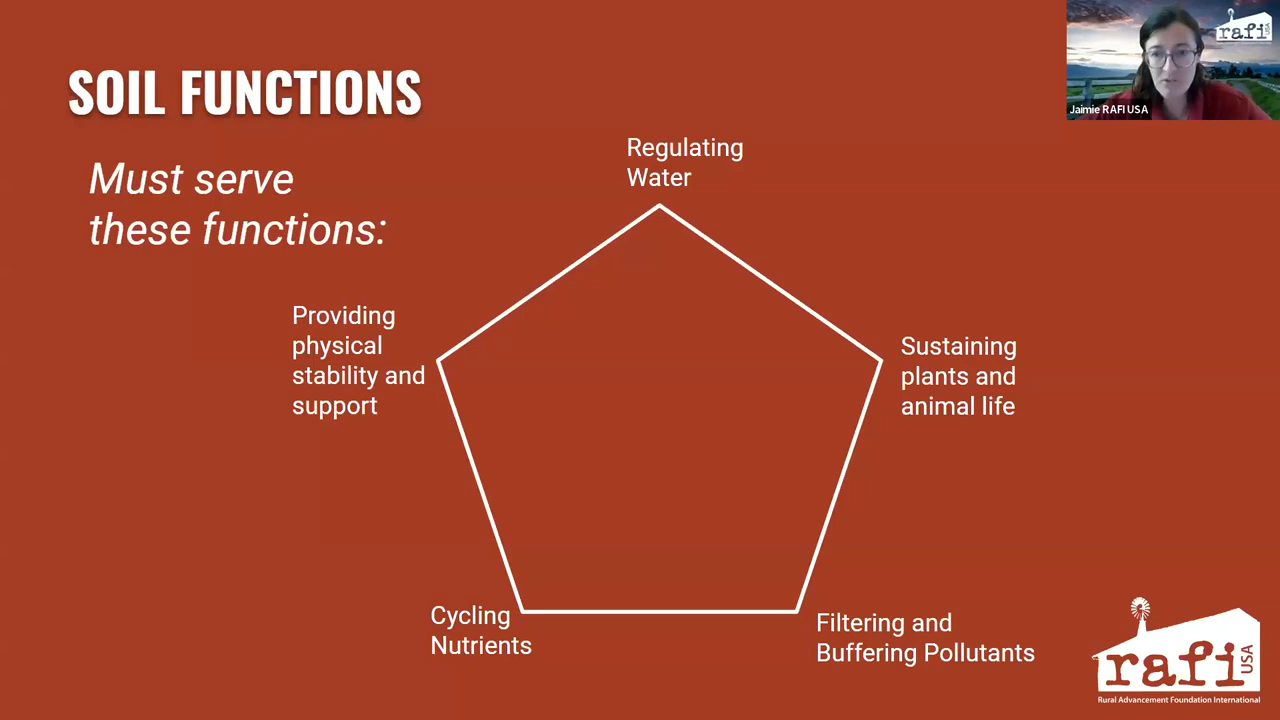 SOIL FUNCTIONS
Must serve
these functions:
Regulating
Water
Providing
physical
stability and
support
Sustaining
plants and
animal life
Cycling
Nutrients
Filtering and
Buffering Pollutants
rafi
USA
Jaimie RAFI USA
rafi
USA
Rural Advancement Foundation International